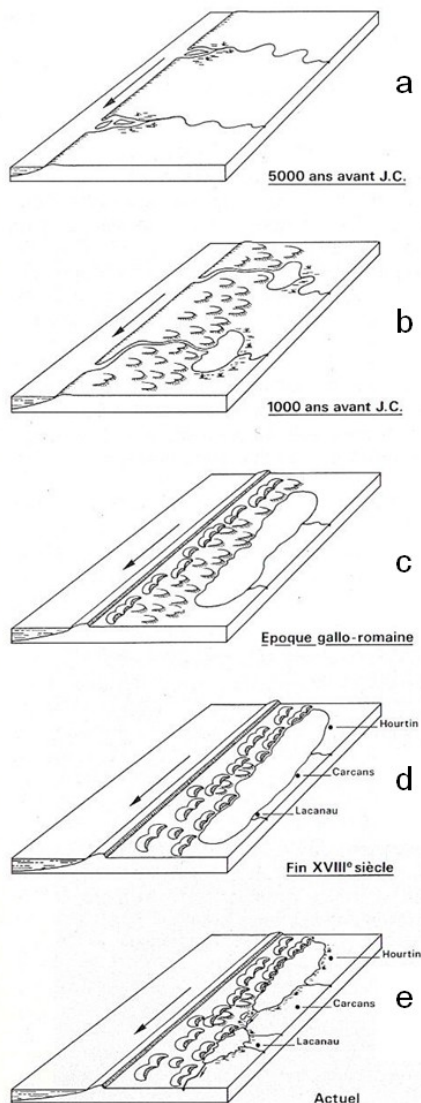 a
5000 ans avant J.C.
b
1000 ans avant J.C.
c
Epoque gallo-romaine
Hourtin
Carcans
d
Lacanau
Fin XVIIIe siècle
Hourtin
e
Carcans
Lacanau
Actuel